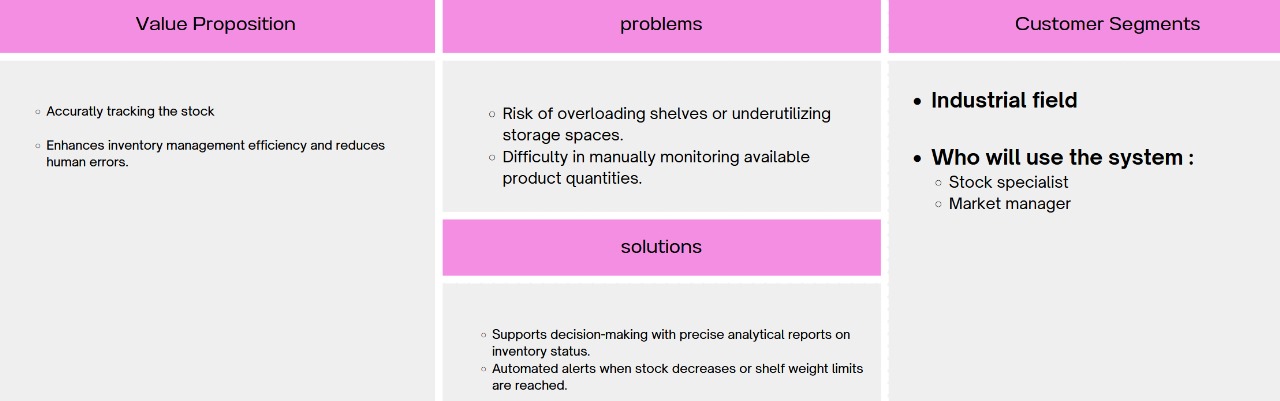 Value Proposition
Accuratly tracking the stock
Enhances inventory management efficiency and reduces
human errors.
problems
Risk of overloading shelves or underutilizing
storage spaces.
Difficulty in manually monitoring available
product quantities.
solutions
Supports decision-making with precise analytical reports on
inventory status.
Automated alerts when stock decreases or shelf weight limits
are reached.
Customer Segments
Industrial field
Who will use the system :
Stock specialist
Market manager